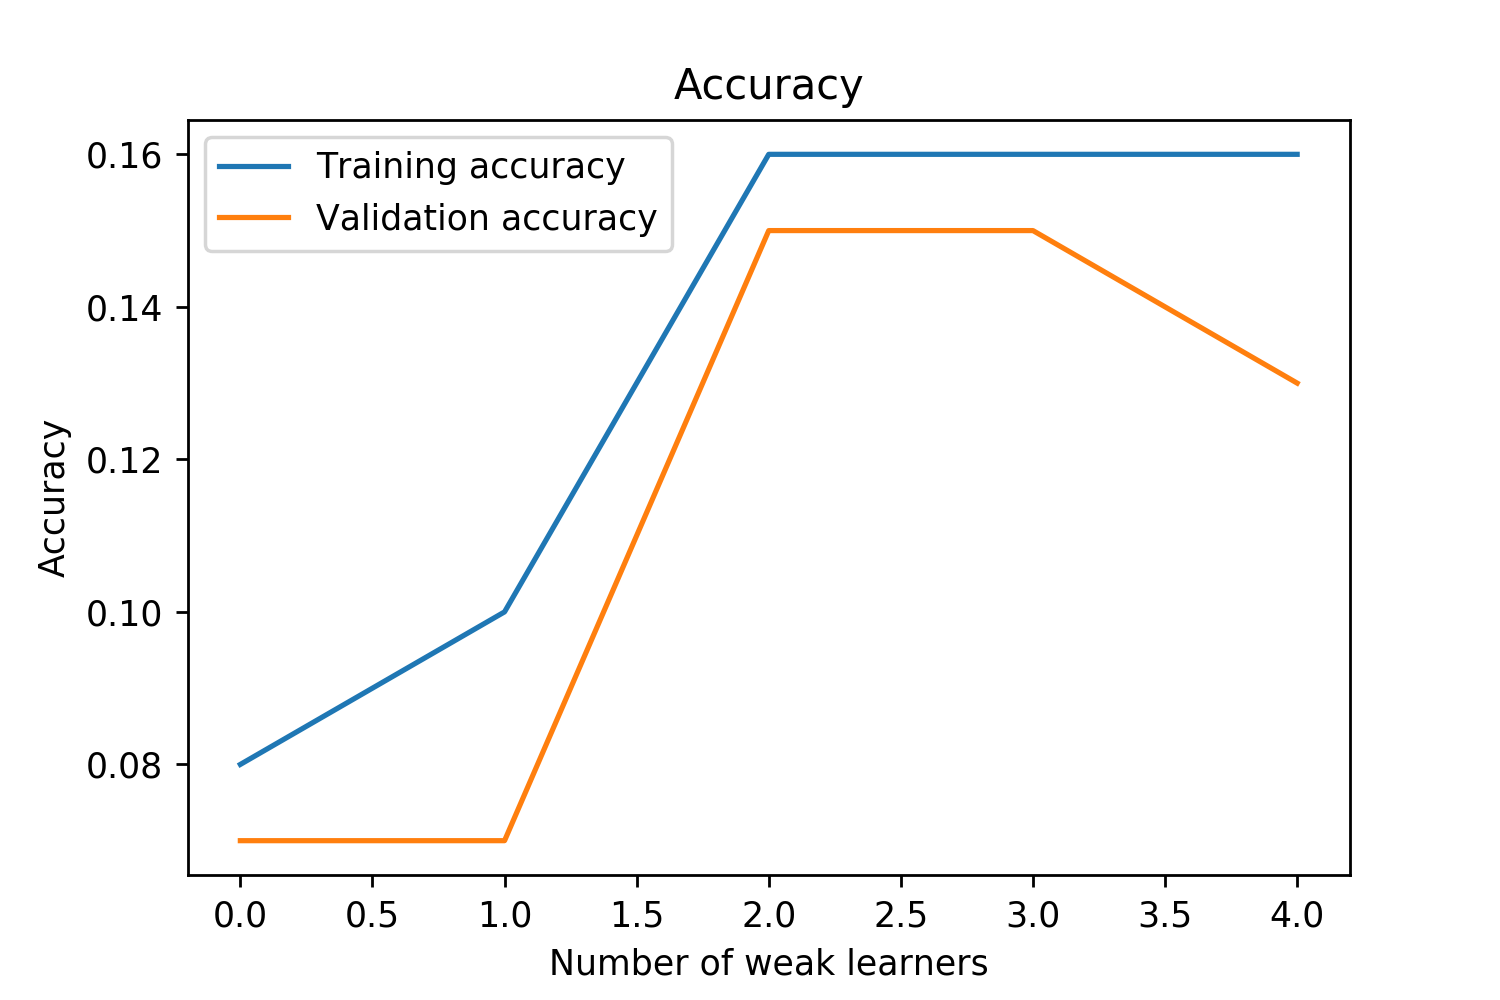 Accuracy
Training accuracy
Validation accuracy
0.16
0.14
0.12
0.10
0.08
Accuracy
0.0 0.5 1.0 1.5 2.0 2.5 3.0 3.5 4.0
Number of weak learners